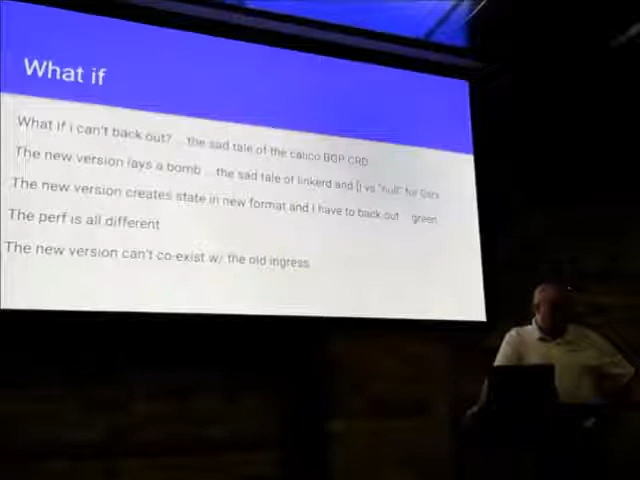 What if
What if i can't back out? ... the sad tale of the calico BGP CRD
The new version lays a bomb ... the sad tale of linkerd and [] vs "null" for
The new version creates state in new format and I have to back out ... green
The perf is all different
The new version can't co-exist w/ the old ingress